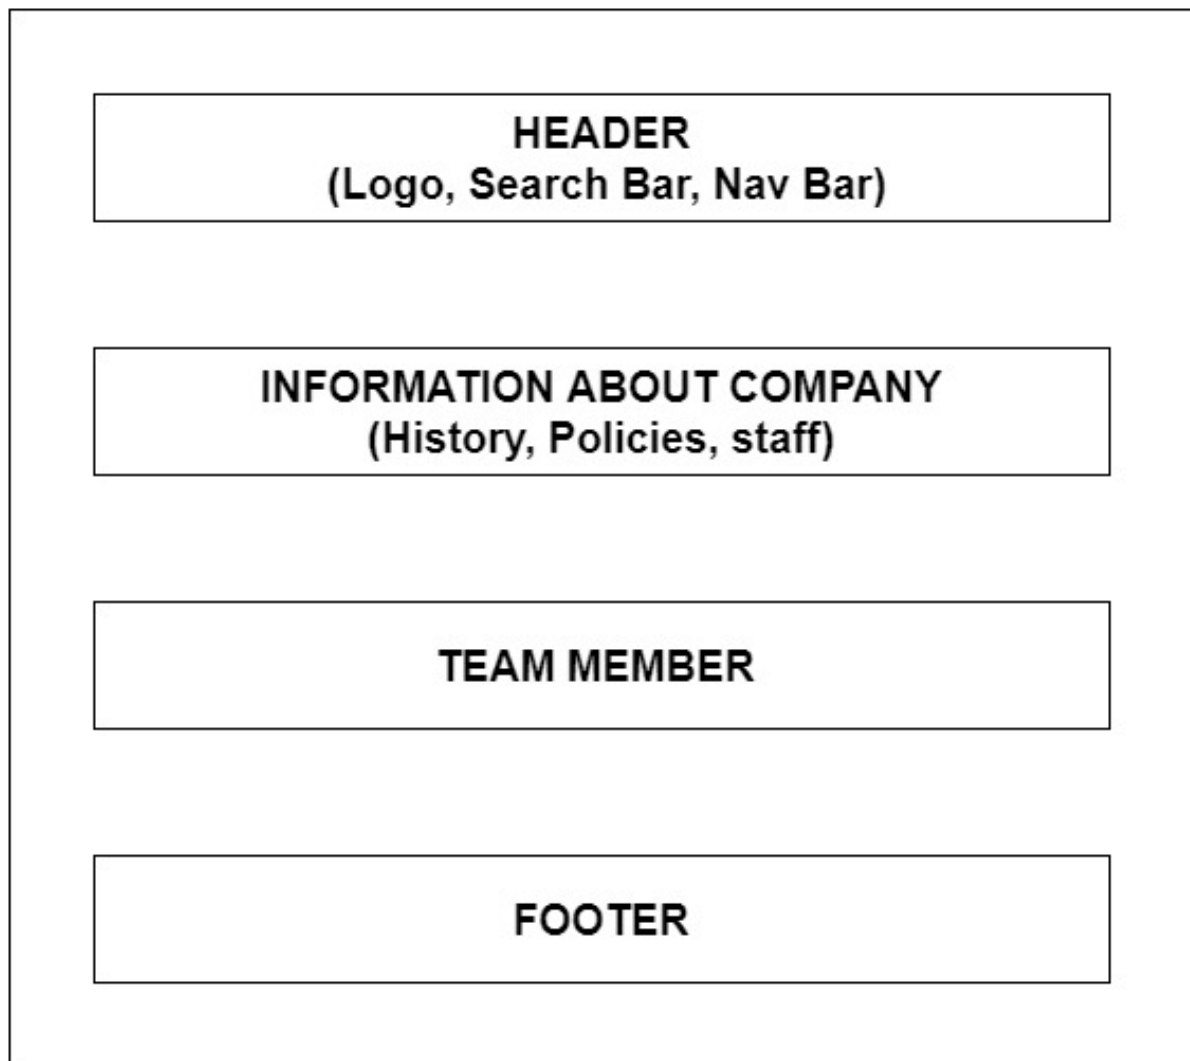 HEADER
(Logo, Search Bar, Nav Bar)
INFORMATION ABOUT COMPANY
(History, Policies, staff)
TEAM MEMBER
FOOTER